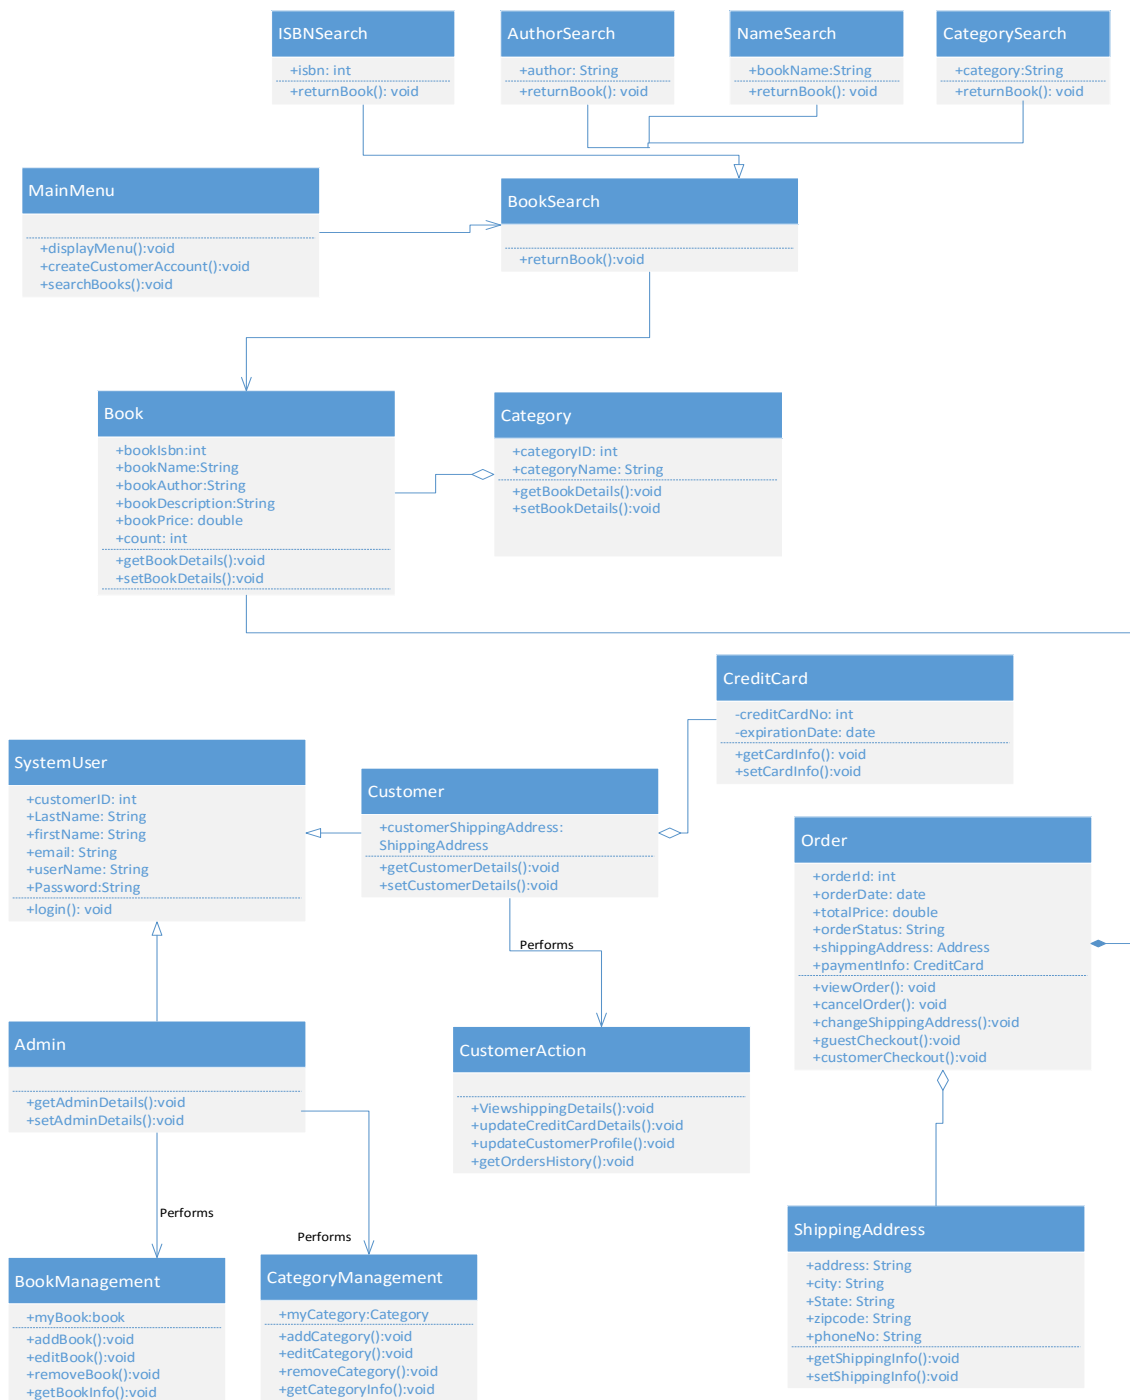 ISBNSearch
+isbn: int
+returnBook(): void
AuthorSearch
+author: String
+returnBook(): void
NameSearch
+bookName:String
+returnBook(): void
CategorySearch
+category:String
+returnBook(): void
MainMenu
+displayMenu():void
+createCustomerAccount():void
+searchBooks():void
BookSearch
+returnBook():void
Book
+bookIsbn:int
+bookName:String
+bookAuthor:String
+bookDescription:String
+bookPrice: double
+count: int
+getBookDetails():void
+setBookDetails():void
Category
+categoryID: int
+categoryName: String
+getBookDetails():void
+setBookDetails():void
CreditCard
-creditCardNo: int
-expirationDate: date
+getCardInfo(): void
+setCardInfo():void
SystemUser
+customerID: int
+LastName: String
+firstName: String
+email: String
+userName: String
+Password:String
+login(): void
Customer
+customerShippingAddress:
ShippingAddress
+getCustomerDetails():void
+setCustomerDetails():void
Order
+orderId: int
+orderDate: date
+totalPrice: double
+orderStatus: String
+shippingAddress: Address
+paymentInfo: CreditCard
+viewOrder(): void
+cancelOrder(): void
+changeShippingAddress():void
+guestCheckout():void
+customerCheckout():void
Performs
Admin
+getAdminDetails():void
+setAdminDetails():void
CustomerAction
+ViewshippingDetails():void
+updateCreditCardDetails():void
+updateCustomerProfile():void
+getOrdersHistory():void
Performs
Performs
BookManagement
+myBook:book
+addBook():void
+editBook():void
+removeBook():void
+getBookInfo():void
CategoryManagement
+myCategory:Category
+addCategory():void
+editCategory():void
+removeCategory():void
+getCategoryInfo():void
ShippingAddress
+address: String
+city: String
+State: String
+zipcode: String
+phoneNo: String
+getShippingInfo():void
+setShippingInfo():void